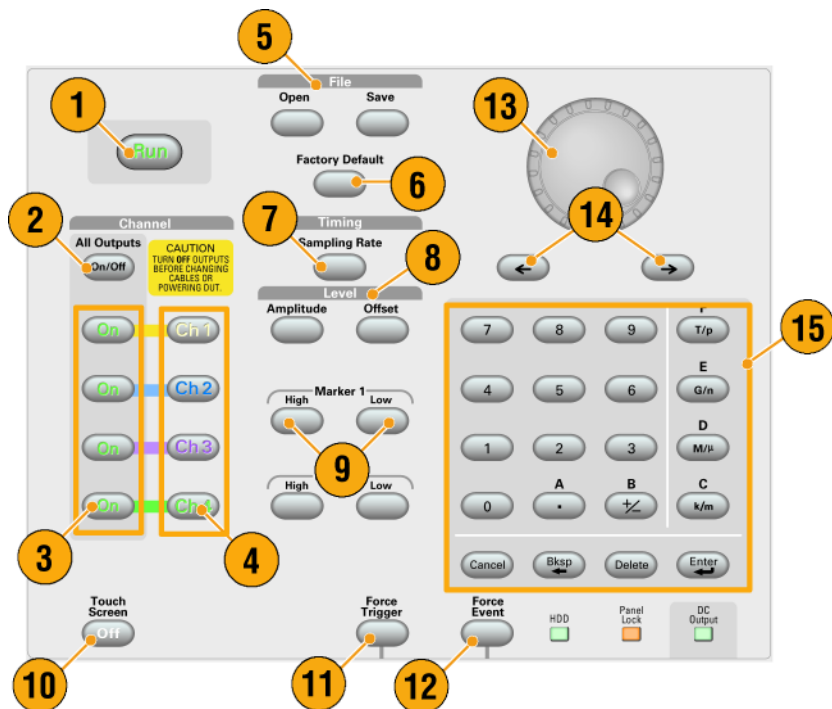 5
File
Open Save
1
Run
13
Factory Default
6
2
Channel
7
Timing
14
All Outputs
On/Off
CAUTION
TURN OFF OUTPUTS
BEFORE CHANGING
CABLES OR
POWERING DUT.
Sampling Rate
8
← →
Level
Amplitude Offset
15
On Ch 1
7 8 9 T/p
E
On Ch 2
4 5 6 G/n
Marker 1
High Low
D
On Ch 3
9
1 2 3 M/µ
High Low
A B C
On Ch 4
0 . +/− k/m
3 4
Cancel Bksp Delete Enter
Touch
Screen
Off
10
Force
Trigger
11
Force
Event
12
HDD
Panel
Lock
DC
Output